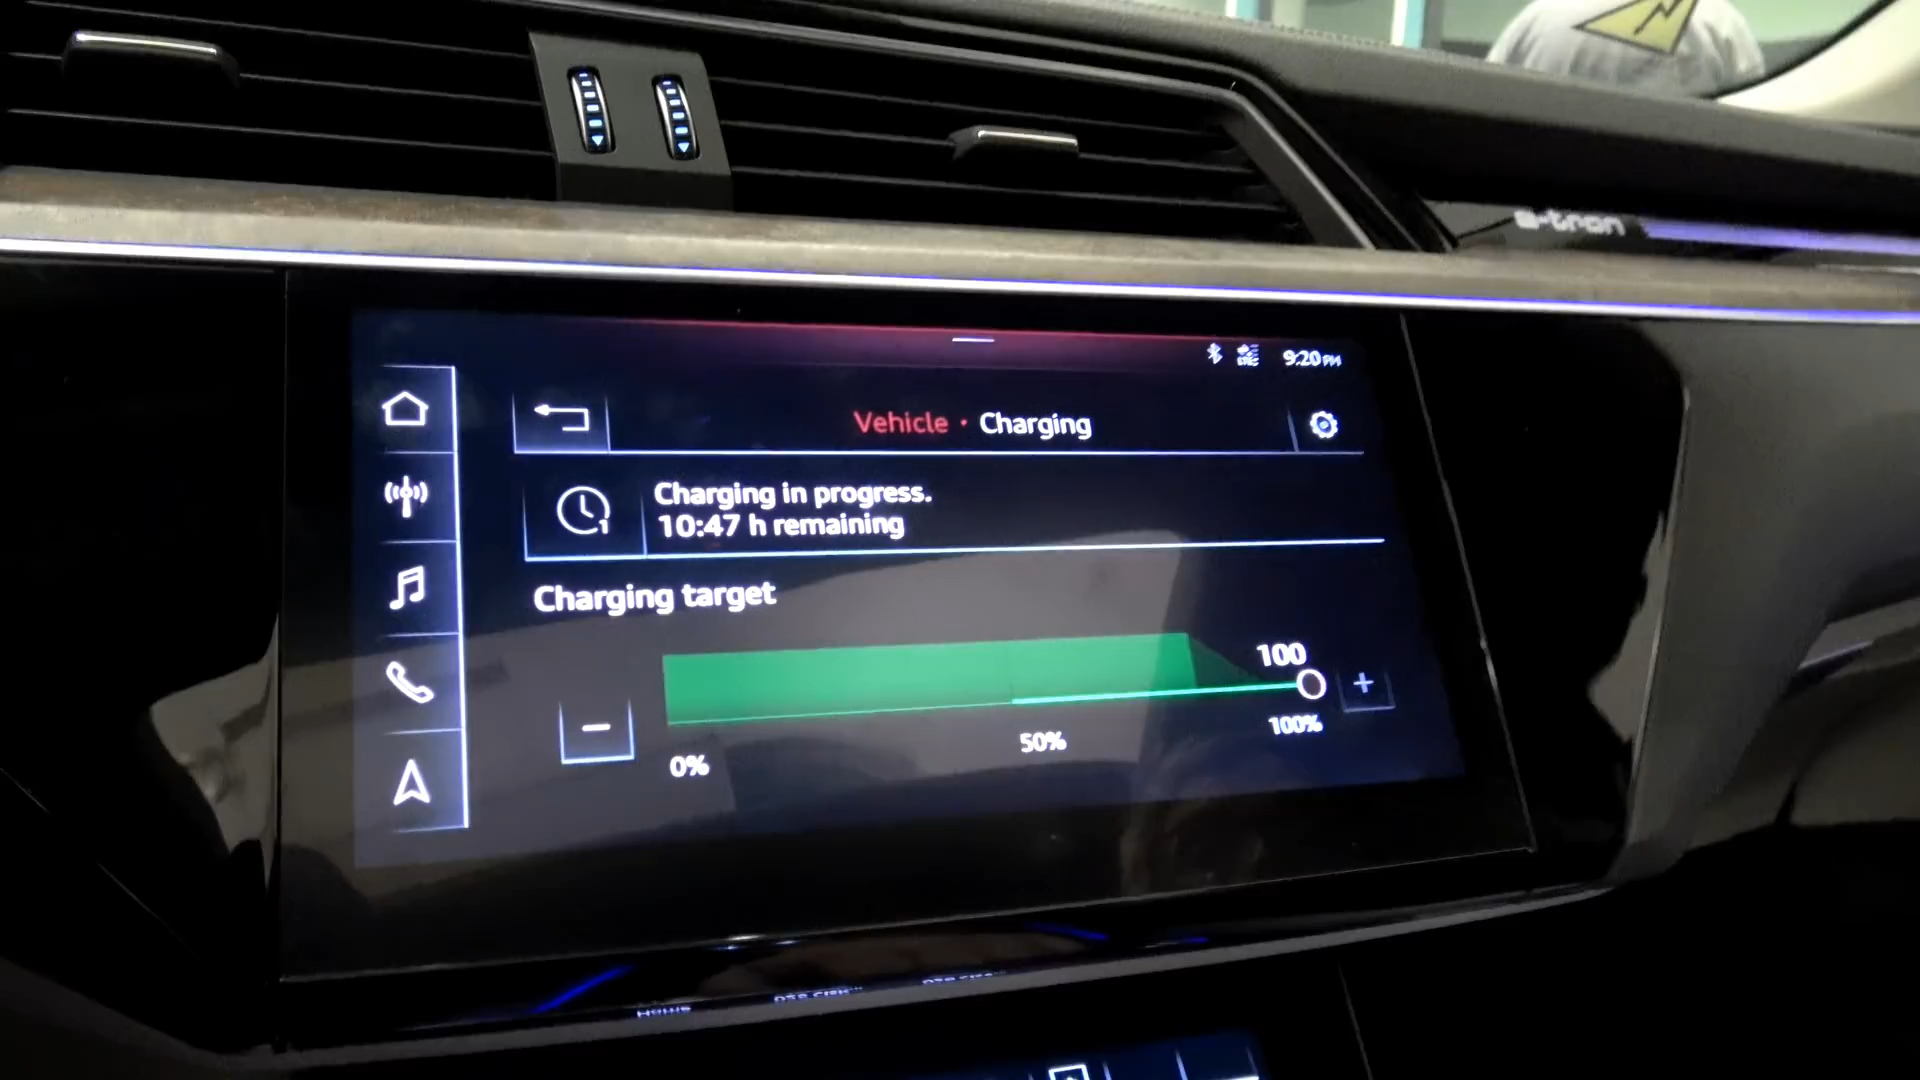 e-tron
9:20 PM
Vehicle · Charging
Charging in progress.
10:47 h remaining
Charging target
100
0%
50%
100%